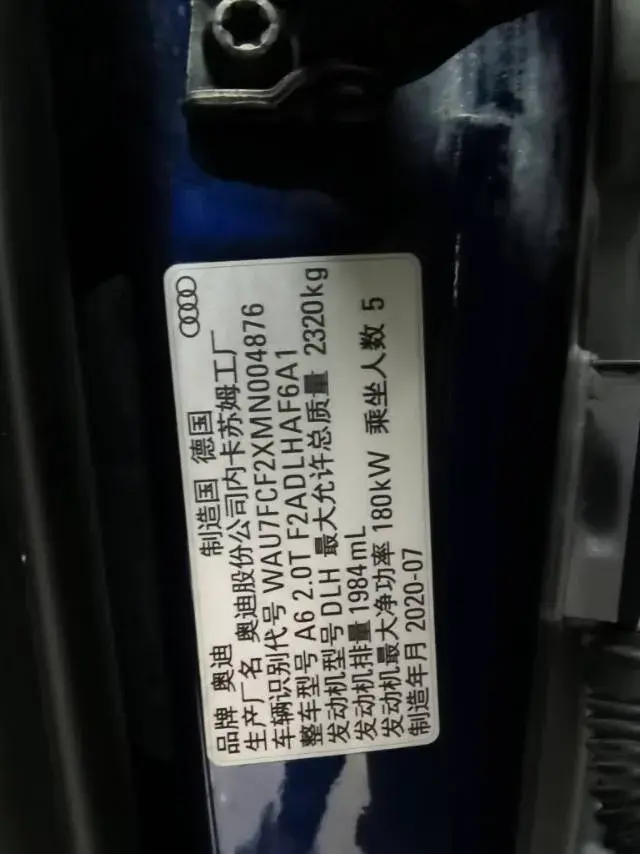 品牌 奥迪 制造国 德国
生产厂名 奥迪股份公司内卡苏姆工厂
车辆识别代号 WAU7FCF2XMN004876
整车型号 A6 2.0T F2ADLHAF6A1
发动机型号 DLH 最大允许总质量 2320kg
发动机排量 1984mL
发动机最大净功率 180kW 乘坐人数 5
制造年月 2020-07